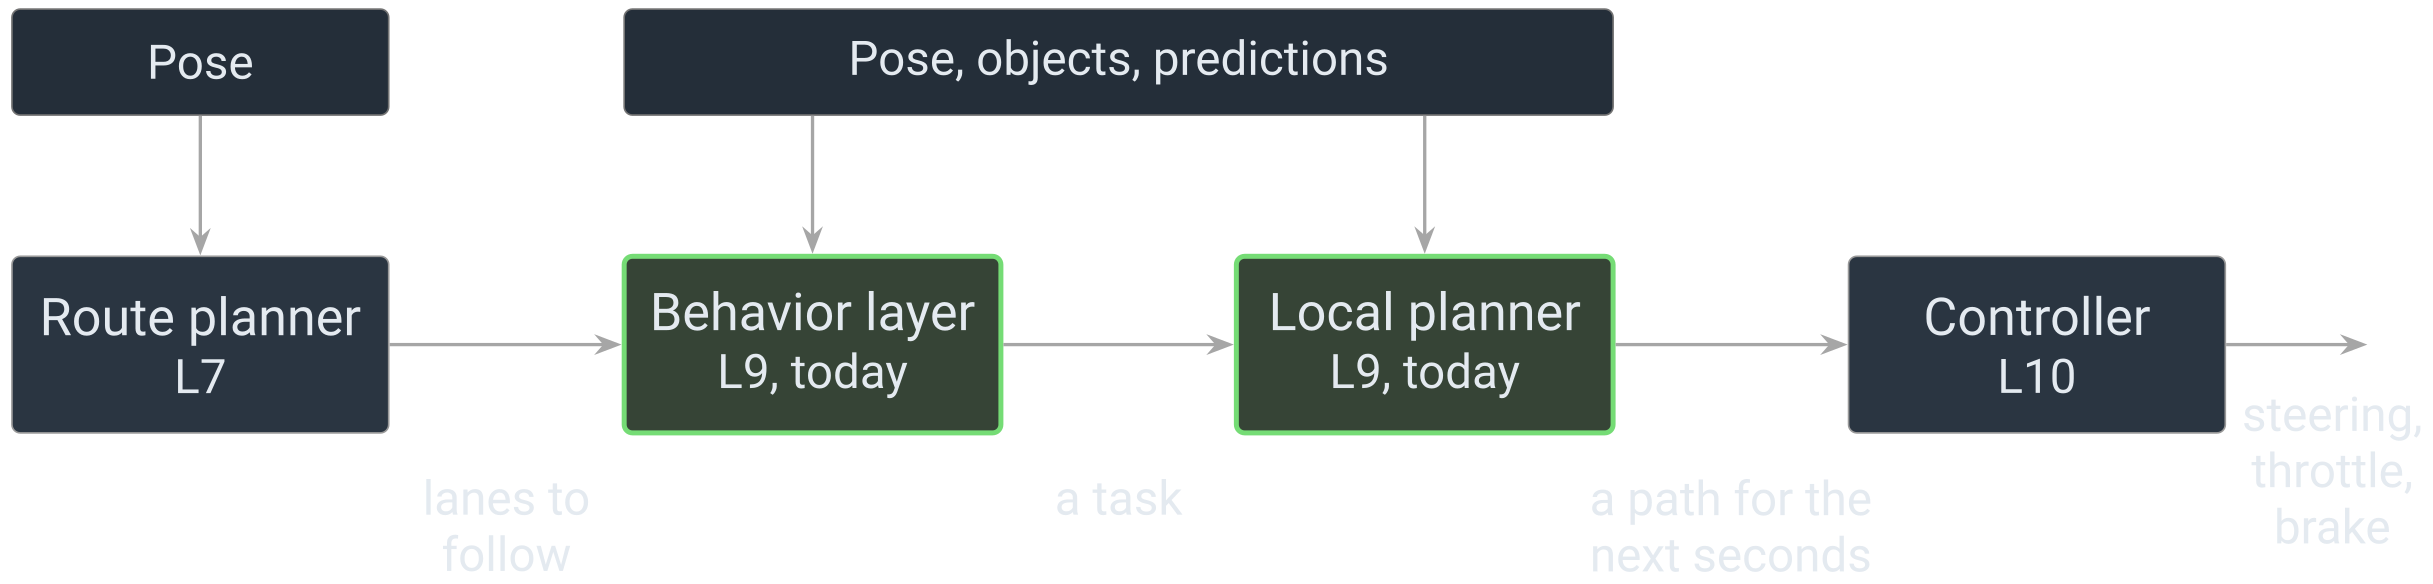 Pose
Pose, objects, predictions
Route planner
L7
Behavior layer
L9, today
Local planner
L9, today
Controller
L10
lanes to
follow
a task
a path for the
next seconds
steering,
throttle,
brake